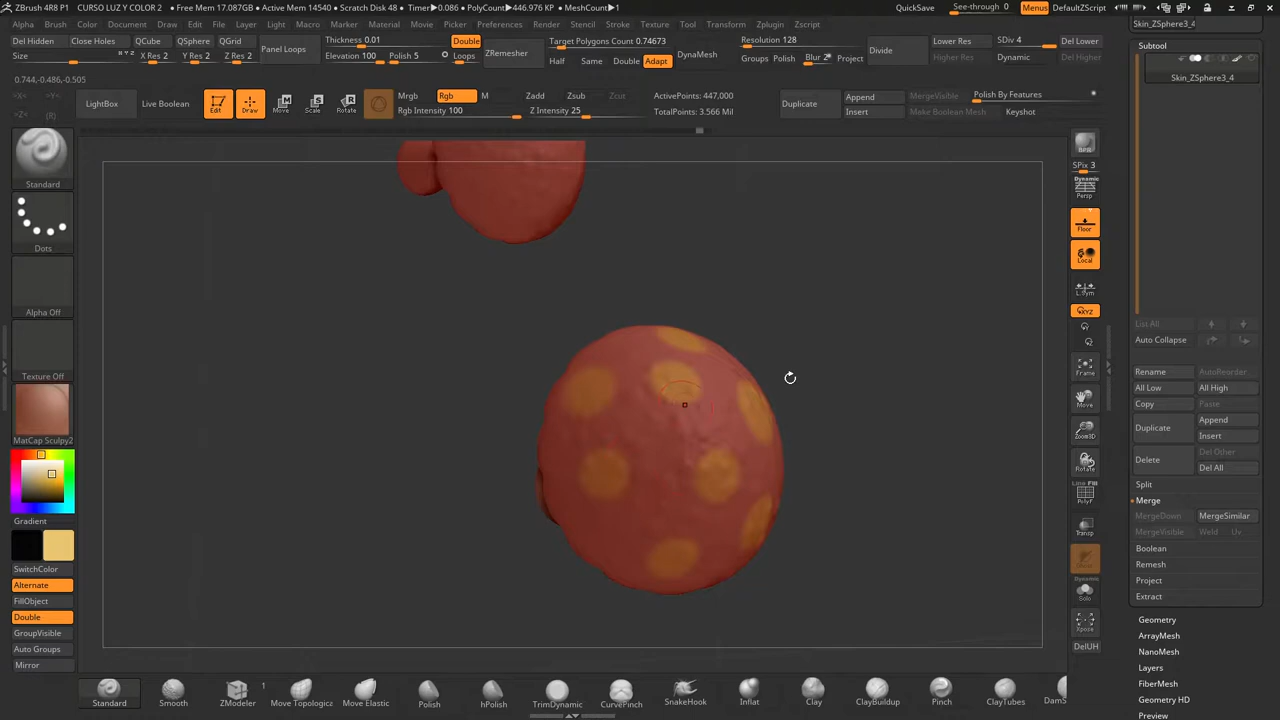 ZBrush 4R8 P1 CURSO LUZ Y COLOR 2 ● Free Mem 17.087GB ● Active Mem 14540 ● Scratch Disk 48 ● Timer▶0.086 ● PolyCount▶446.976 KP ● MeshCount▶1 QuickSave See-through 0 Menus DefaultZScript
Alpha Brush Color Document Draw Edit File Layer Light Macro Marker Material Movie Picker Preferences Render Stencil Stroke Texture Tool Transform Zplugin Zscript
Del Hidden Close Holes QCube QSphere QGrid Panel Loops Thickness 0.01 Double ZRemesher Target Polygons Count 0.74673 DynaMesh Resolution 128 Divide Lower Res SDiv 4 Del Lower
Size X Res 2 Y Res 2 Z Res 2 Elevation 100 Polish 5 Loops Half Same Double Adapt Groups Polish Blur 2 Project Higher Res Dynamic Del Higher
0.744,-0.486,-0.505
LightBox Live Boolean Edit Draw Move Scale Rotate Mrgb Rgb M Zadd Zsub Zcut ActivePoints: 447.000 Duplicate Append MergeVisible Polish By Features
Rgb Intensity 100 Z Intensity 25 TotalPoints: 3.566 Mil Insert Make Boolean Mesh Keyshot
Standard
Dots
Alpha Off
Texture Off
MatCap Sculpy2
Gradient
SwitchColor
Alternate
FillObject
Double
GroupVisible
Auto Groups
Mirror
BPR
SPix 3
Dynamic
Persp
Floor
Local
L.Sym
XYZ
Frame
Move
Zoom3D
Rotate
Line Fill
PolyF
Transp
Dynamic
Solo
Xpose
DelUH
Skin_ZSphere3_4
Subtool
Skin_ZSphere3_4
List All
Auto Collapse
Rename AutoReorder
All Low All High
Copy Paste
Duplicate Append
Insert
Delete Del Other
Del All
Split
Merge
MergeDown MergeSimilar
MergeVisible Weld Uv
Boolean
Remesh
Project
Extract
Geometry
ArrayMesh
NanoMesh
Layers
FiberMesh
Geometry HD
Preview
Standard Smooth ZModeler 1 Move Topologica Move Elastic Polish hPolish TrimDynamic CurvePinch SnakeHook Inflat Clay ClayBuildup Pinch ClayTubes DamS